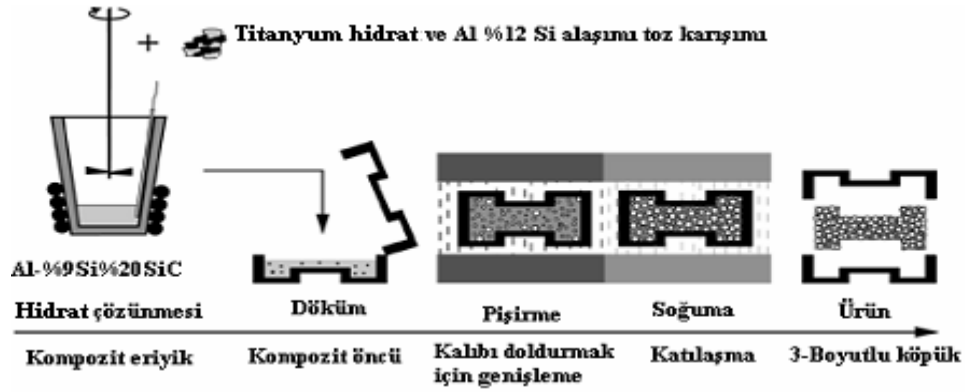 Titanyum hidrat ve Al %12 Si alaşımı toz karışımı
Al-%9Si%20SiC
Hidrat çözünmesi
Döküm
Pişirme
Soğuma
Ürün
Kompozit eriyik
Kompozit öncü
Kalıbı doldurmak
için genişleme
Katılaşma
3-Boyutlu köpük